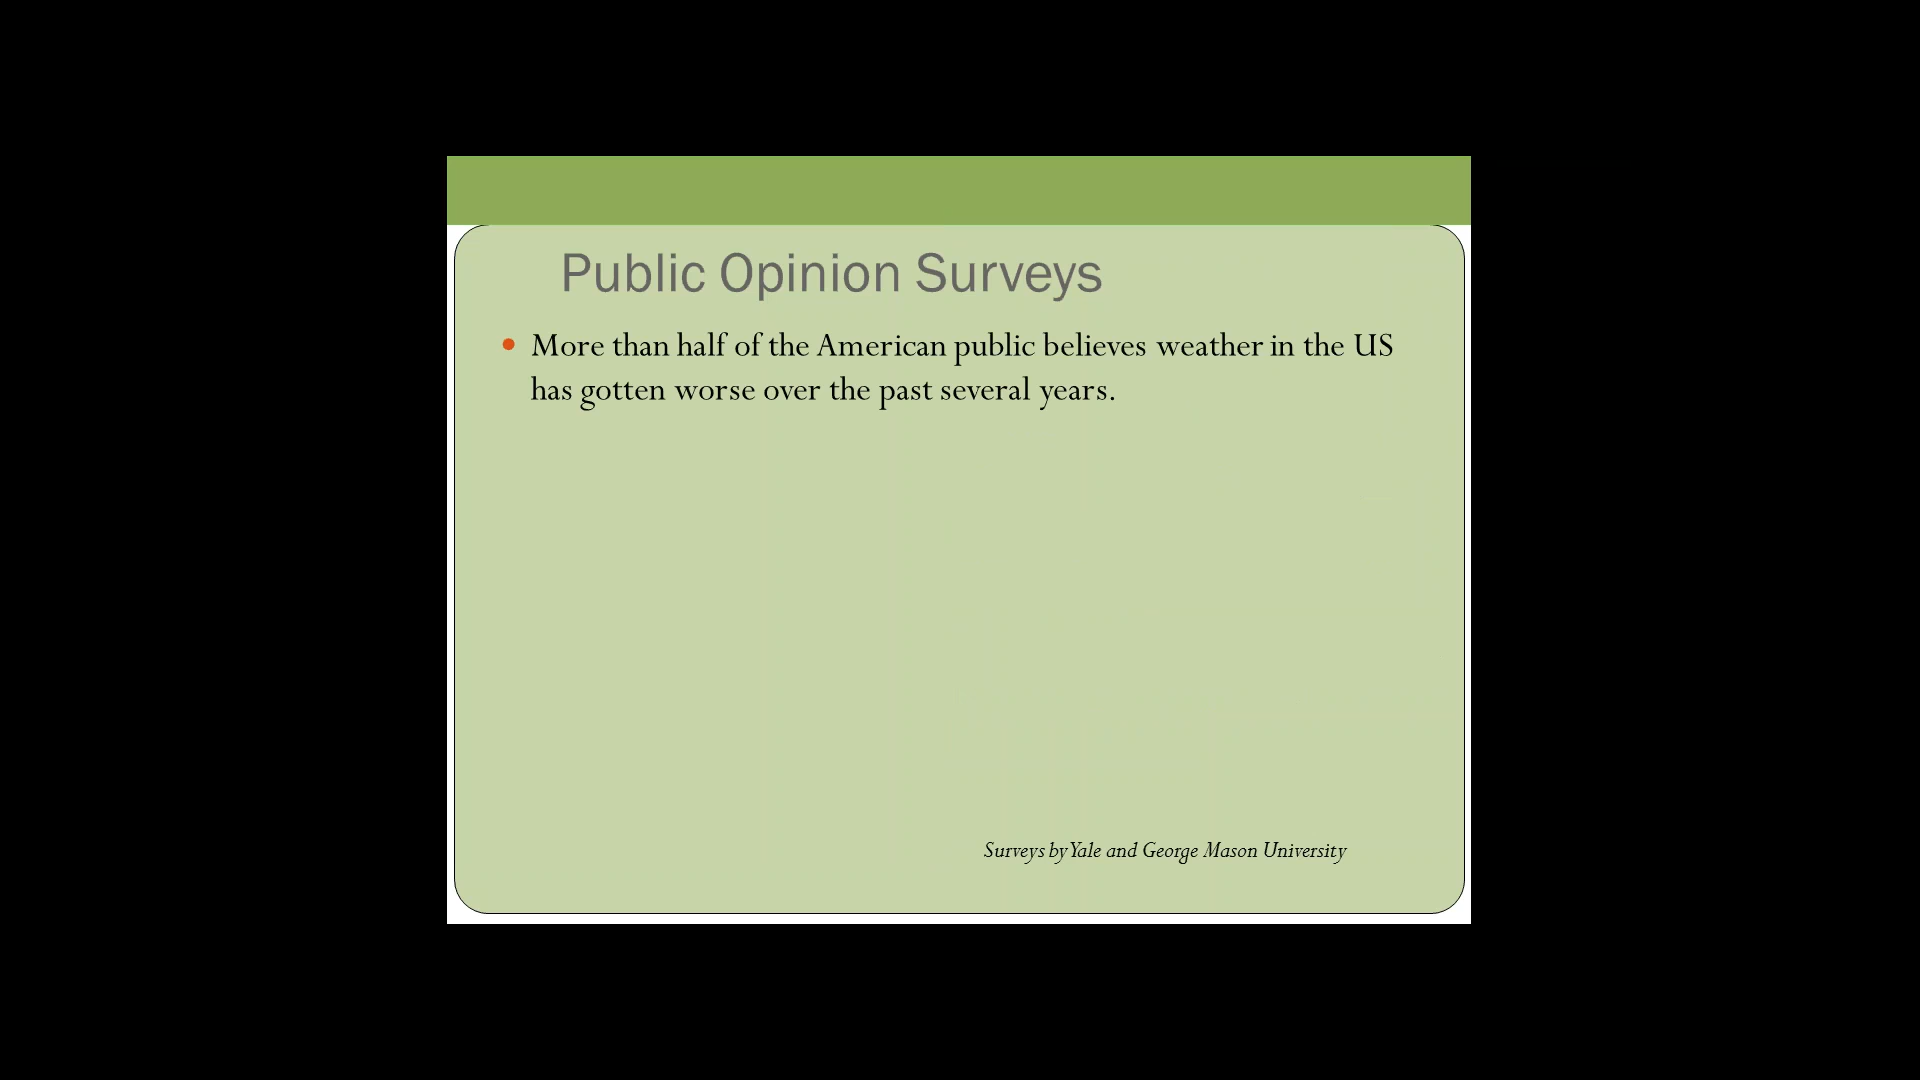 Public Opinion Surveys
• More than half of the American public believes weather in the US
has gotten worse over the past several years.
Surveys by Yale and George Mason University